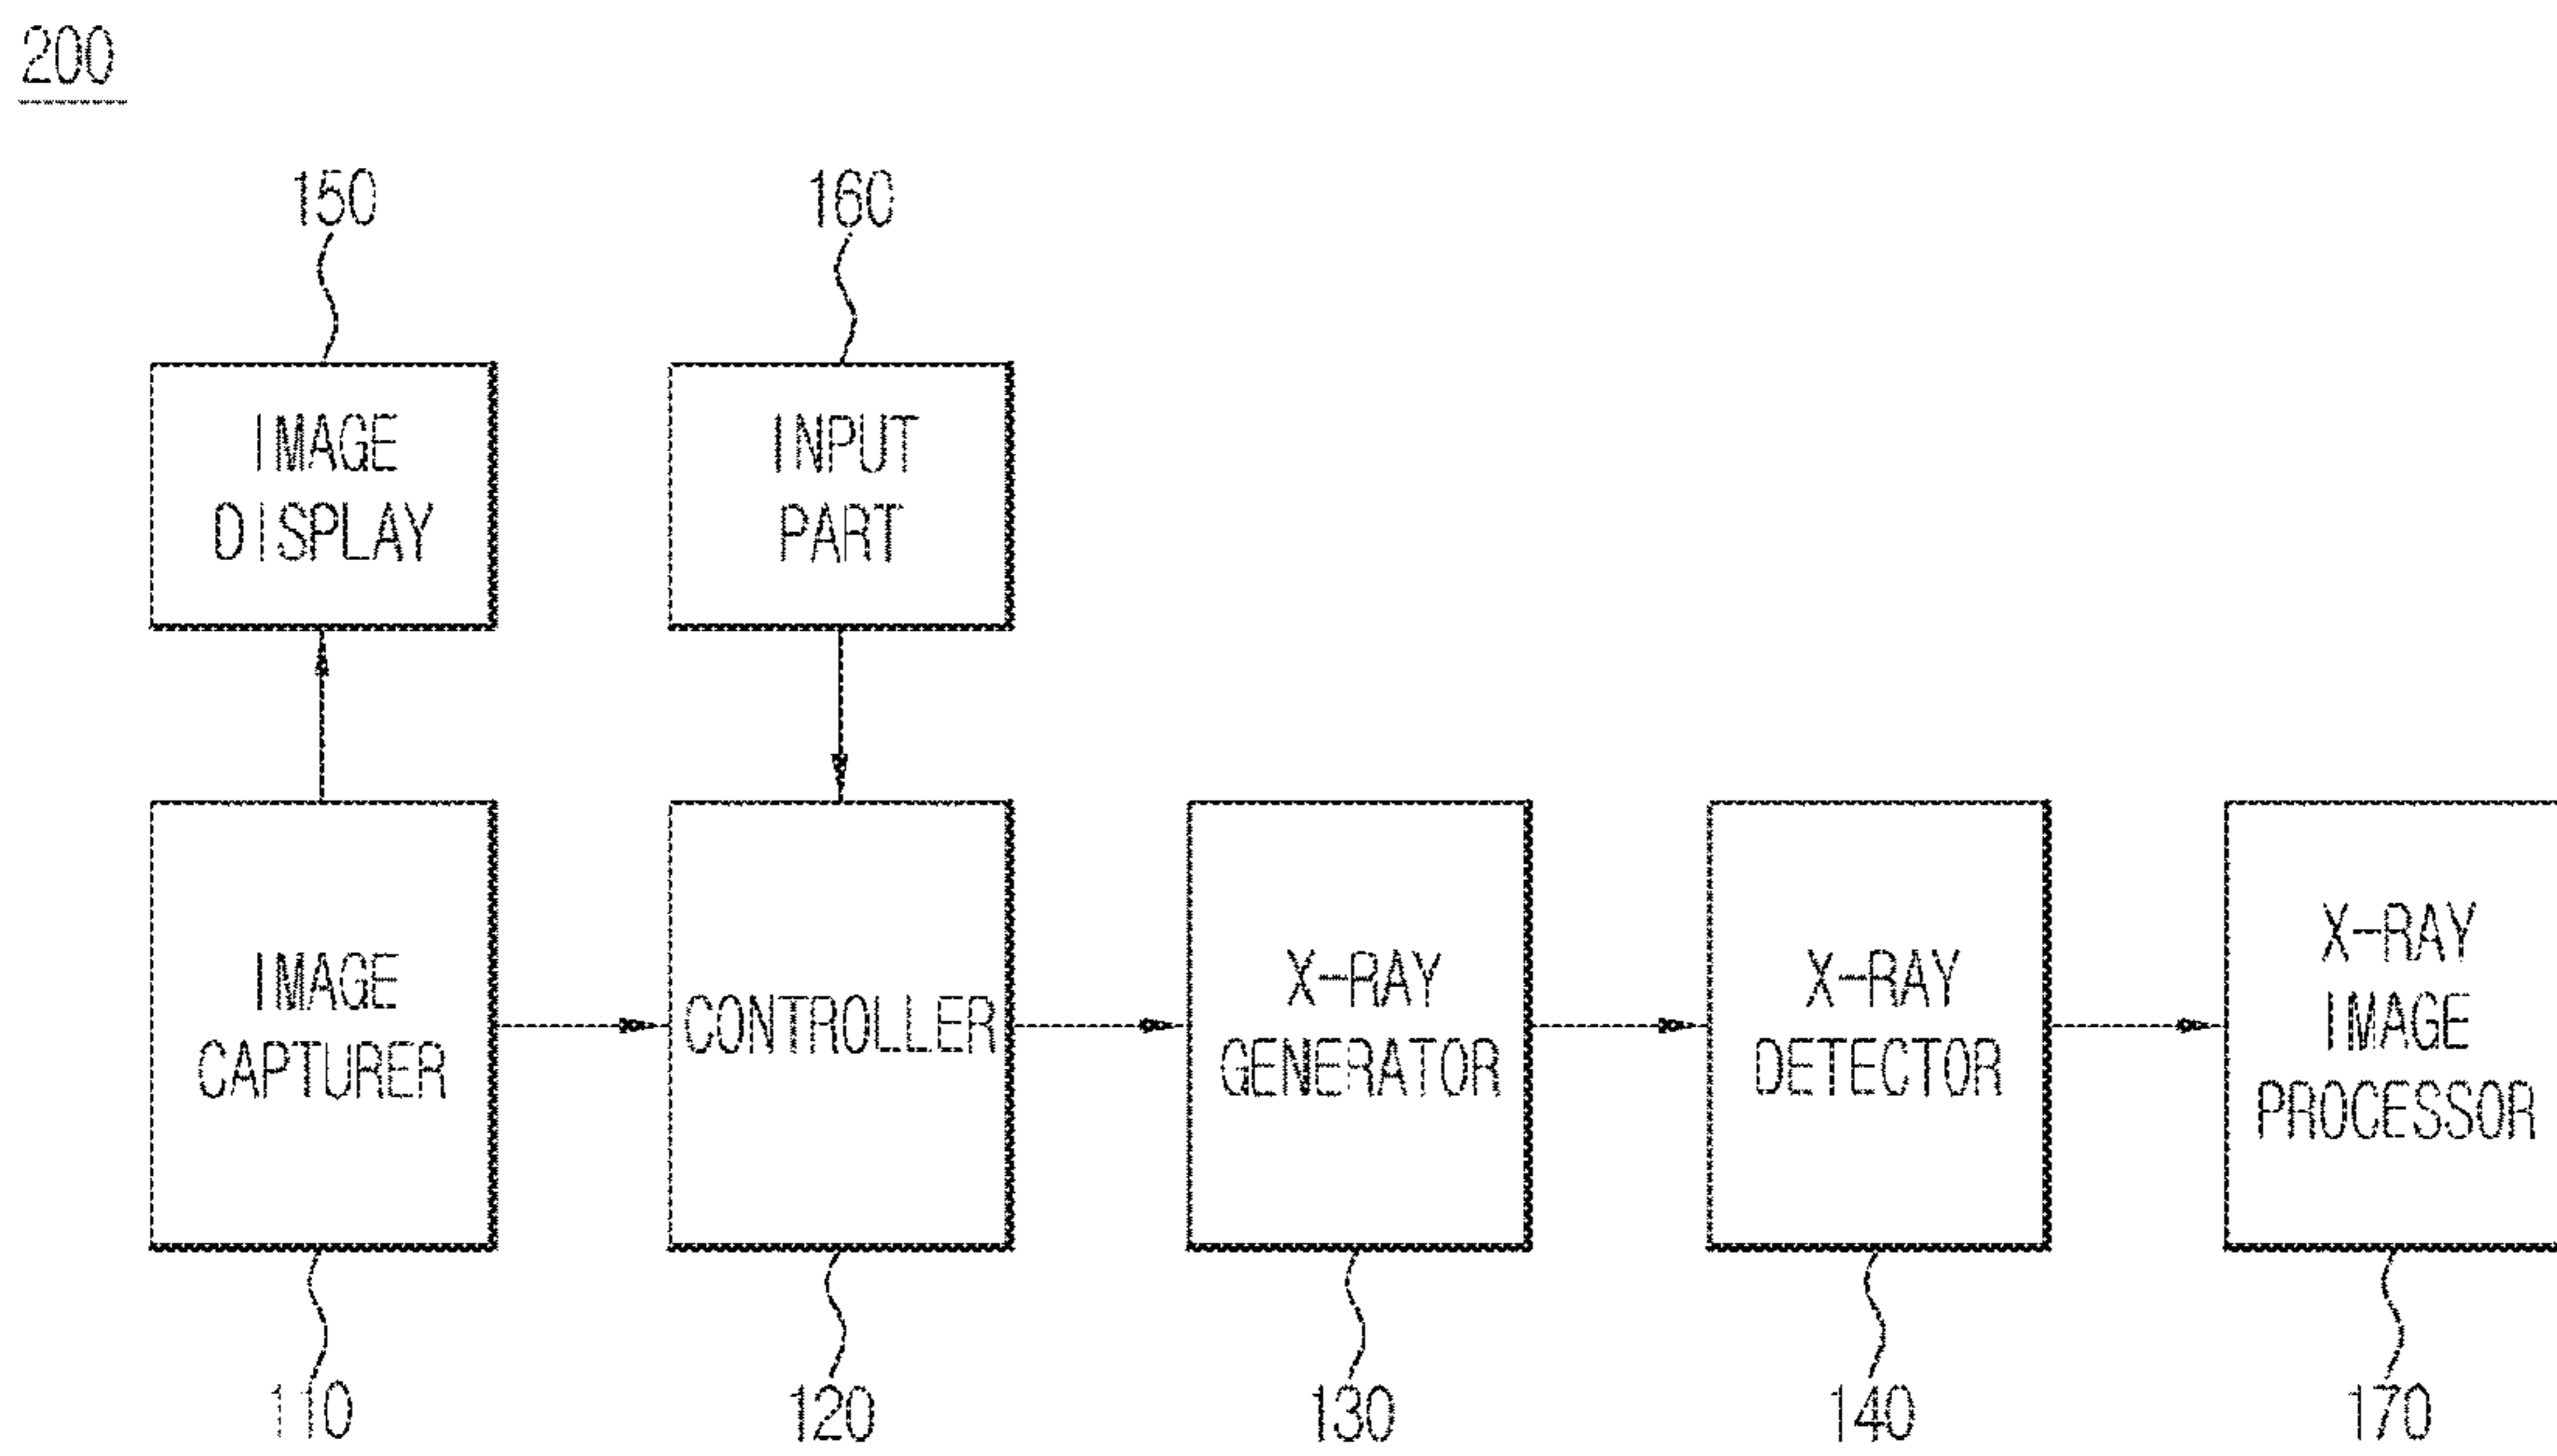 200
150
160
IMAGE
DISPLAY
INPUT
PART
IMAGE
CAPTURER
CONTROLLER
X-RAY
GENERATOR
X-RAY
DETECTOR
X-RAY
IMAGE
PROCESSOR
110
120
130
140
170